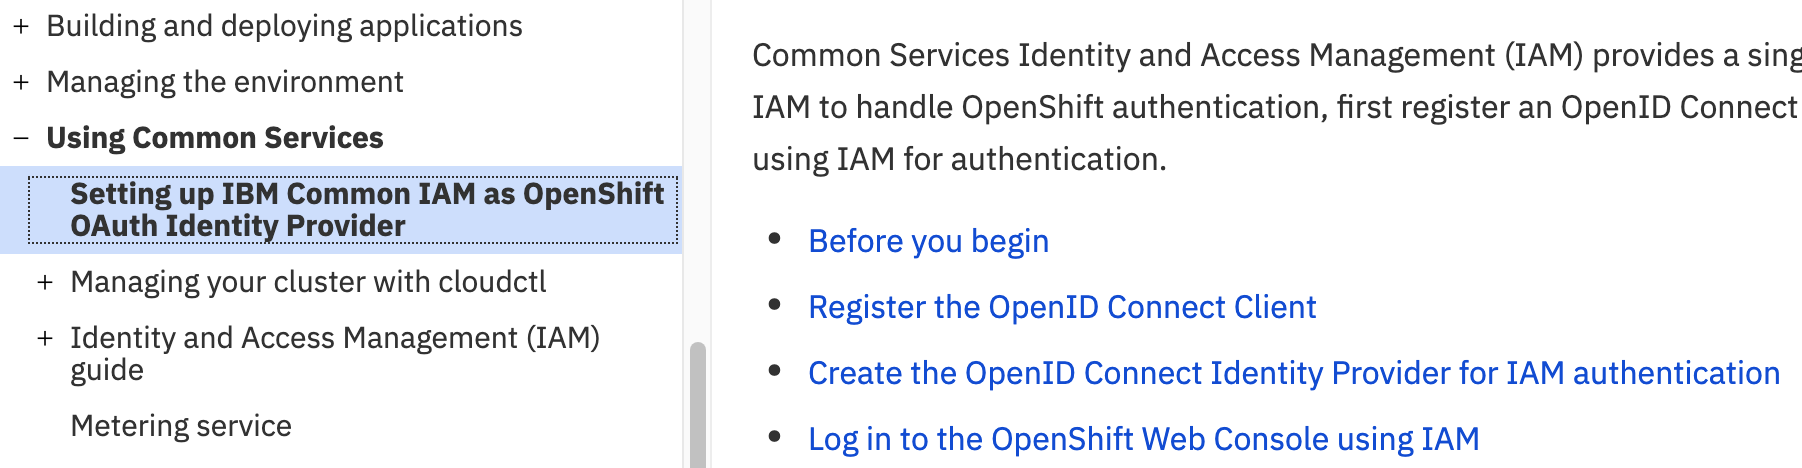 + Building and deploying applications
+ Managing the environment
− Using Common Services
Setting up IBM Common IAM as OpenShift
OAuth Identity Provider
+ Managing your cluster with cloudctl
+ Identity and Access Management (IAM)
guide
Metering service
Common Services Identity and Access Management (IAM) provides a sing
IAM to handle OpenShift authentication, first register an OpenID Connect
using IAM for authentication.
• Before you begin
• Register the OpenID Connect Client
• Create the OpenID Connect Identity Provider for IAM authentication
• Log in to the OpenShift Web Console using IAM